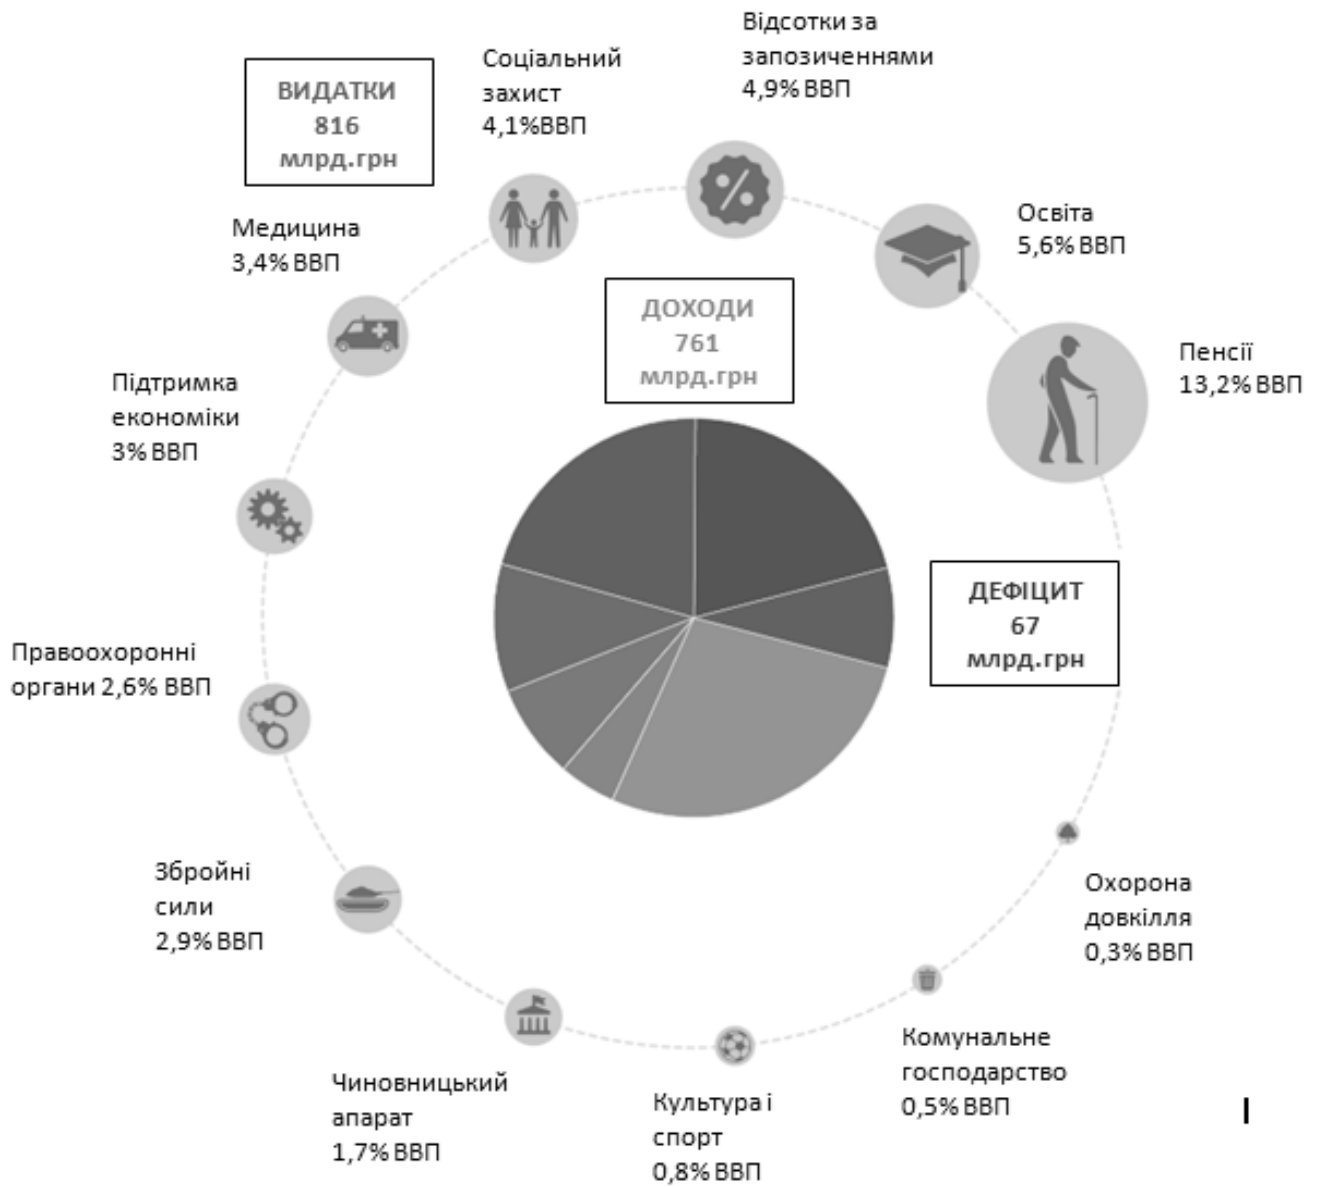 ВИДАТКИ
816
млрд.грн
Соціальний
захист
4,1%ВВП
Відсотки за
запозиченнями
4,9% ВВП
Освіта
5,6% ВВП
Пенсії
13,2% ВВП
Медицина
3,4% ВВП
ДОХОДИ
761
млрд.грн
Підтримка
економіки
3% ВВП
ДЕФІЦИТ
67
млрд.грн
Правоохоронні
органи 2,6% ВВП
Збройні
сили
2,9% ВВП
Охорона
довкілля
0,3% ВВП
Чиновницький
апарат
1,7% ВВП
Культура і
спорт
0,8% ВВП
Комунальне
господарство
0,5% ВВП